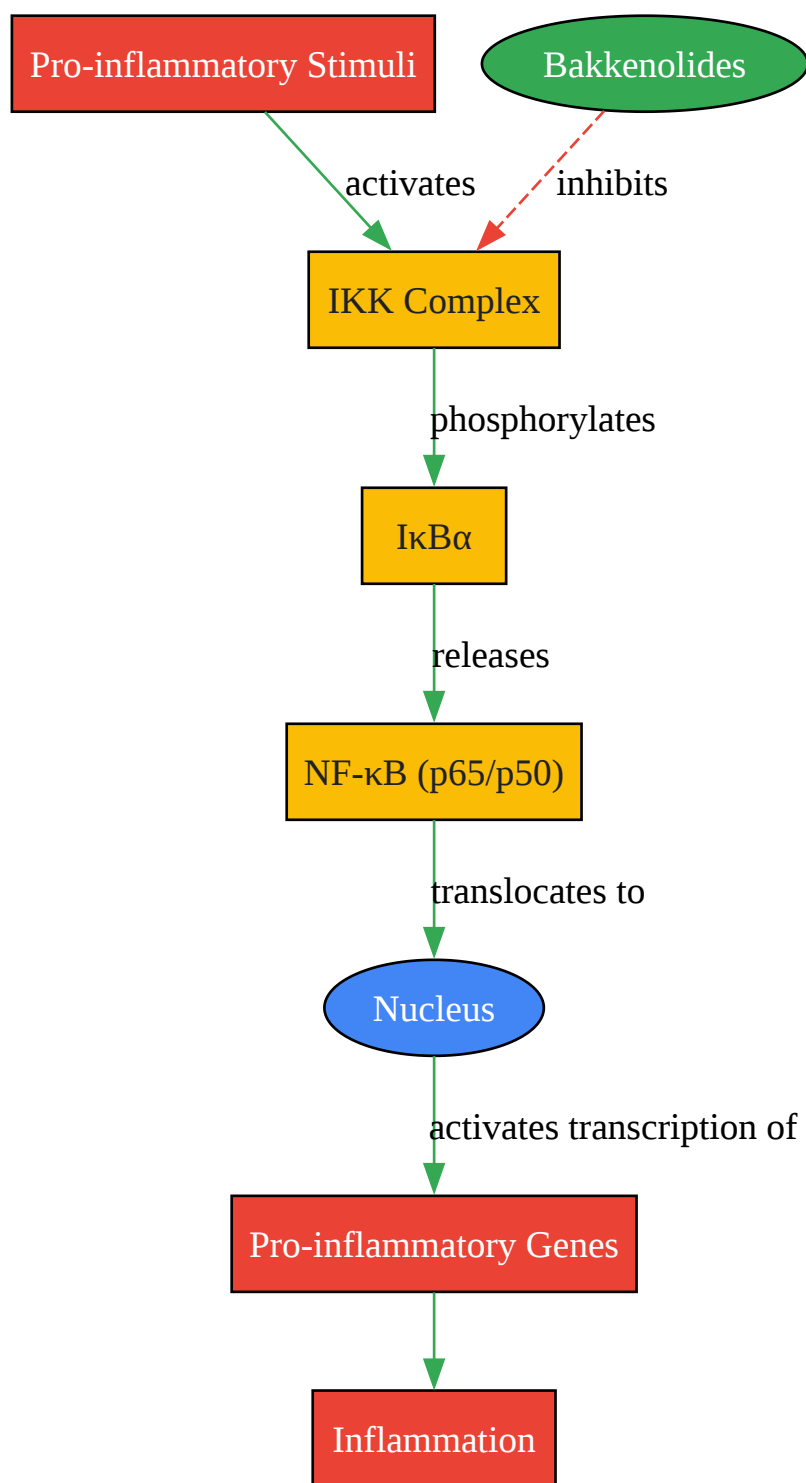 Pro-inflammatory Stimuli
Bakkenolides
activates
inhibits
IKK Complex
phosphorylates
IκBα
releases
NF-κB (p65/p50)
translocates to
Nucleus
activates transcription of
Pro-inflammatory Genes
Inflammation